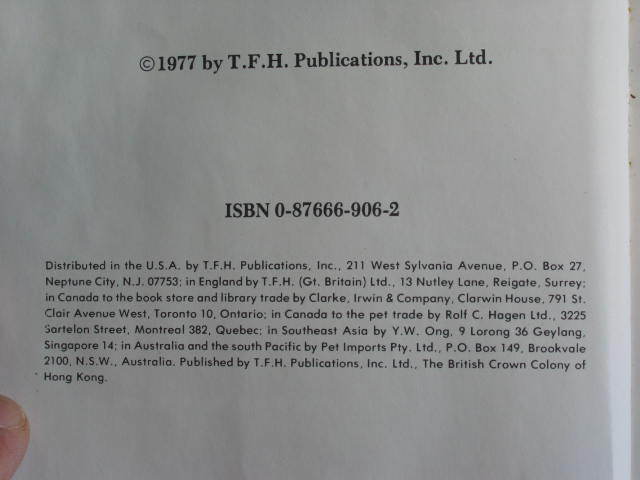 ©1977 by T.F.H. Publications, Inc. Ltd.
ISBN 0-87666-906-2
Distributed in the U.S.A. by T.F.H. Publications, Inc., 211 West Sylvania Avenue, P.O. Box 27,
Neptune City, N.J. 07753; in England by T.F.H. (Gt. Britain) Ltd., 13 Nutley Lane, Reigate, Surrey;
in Canada to the book store and library trade by Clarke, Irwin & Company, Clarwin House, 791 St.
Clair Avenue West, Toronto 10, Ontario; in Canada to the pet trade by Rolf C. Hagen Ltd., 3225
Sartelon Street, Montreal 382, Quebec; in Southeast Asia by Y.W. Ong, 9 Lorong 36 Geylang,
Singapore 14; in Australia and the south Pacific by Pet Imports Pty. Ltd., P.O. Box 149, Brookvale
2100, N.S.W., Australia. Published by T.F.H. Publications, Inc. Ltd., The British Crown Colony of
Hong Kong.